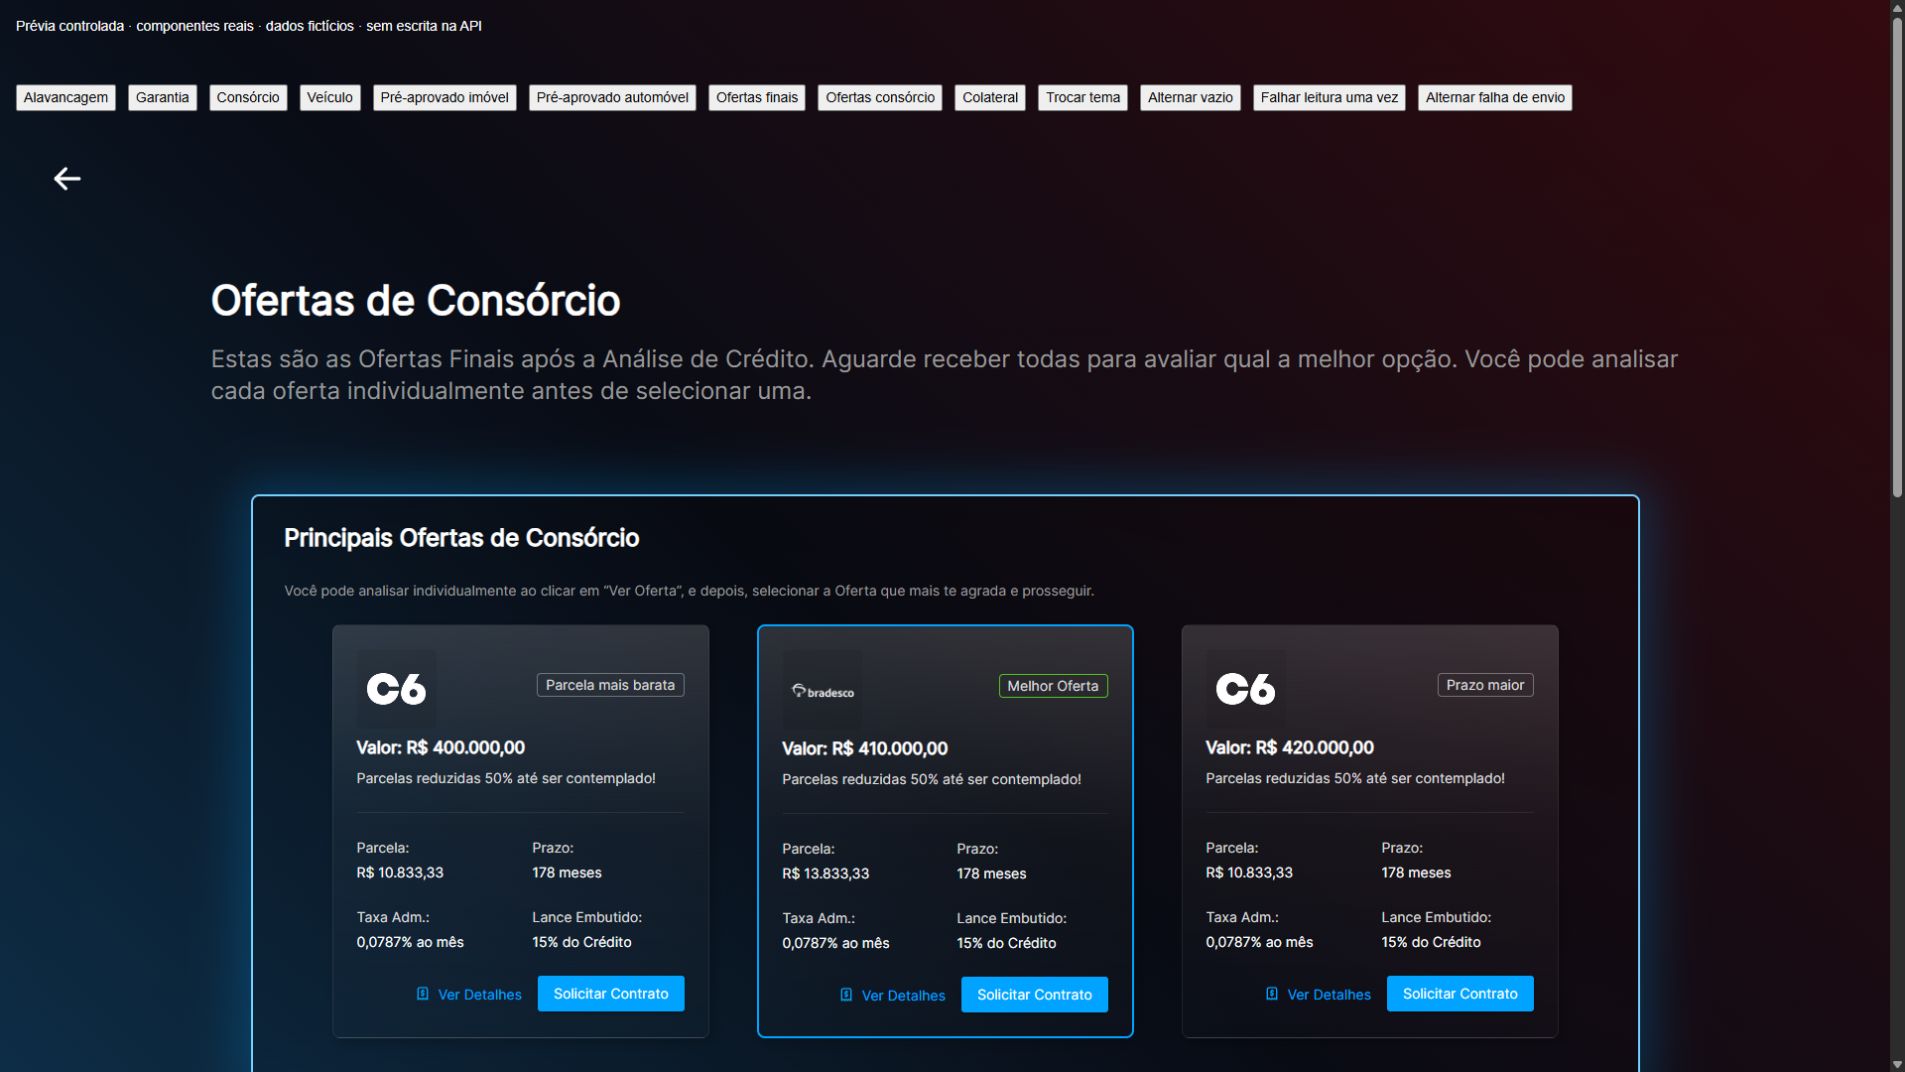 Prévia controlada · componentes reais · dados fictícios · sem escrita na API
Alavancagem Garantia Consórcio Veículo Pré-aprovado imóvel Pré-aprovado automóvel Ofertas finais Ofertas consórcio Colateral Trocar tema Alternar vazio Falhar leitura uma vez Alternar falha de envio
Ofertas de Consórcio
Estas são as Ofertas Finais após a Análise de Crédito. Aguarde receber todas para avaliar qual a melhor opção. Você pode analisar
cada oferta individualmente antes de selecionar uma.
Principais Ofertas de Consórcio
Você pode analisar individualmente ao clicar em “Ver Oferta”, e depois, selecionar a Oferta que mais te agrada e prosseguir.
C6
Parcela mais barata
Valor: R$ 400.000,00
Parcelas reduzidas 50% até ser contemplado!
Parcela: Prazo:
R$ 10.833,33 178 meses
Taxa Adm.: Lance Embutido:
0,0787% ao mês 15% do Crédito
Ver Detalhes Solicitar Contrato
bradesco
Melhor Oferta
Valor: R$ 410.000,00
Parcelas reduzidas 50% até ser contemplado!
Parcela: Prazo:
R$ 13.833,33 178 meses
Taxa Adm.: Lance Embutido:
0,0787% ao mês 15% do Crédito
Ver Detalhes Solicitar Contrato
C6
Prazo maior
Valor: R$ 420.000,00
Parcelas reduzidas 50% até ser contemplado!
Parcela: Prazo:
R$ 10.833,33 178 meses
Taxa Adm.: Lance Embutido:
0,0787% ao mês 15% do Crédito
Ver Detalhes Solicitar Contrato